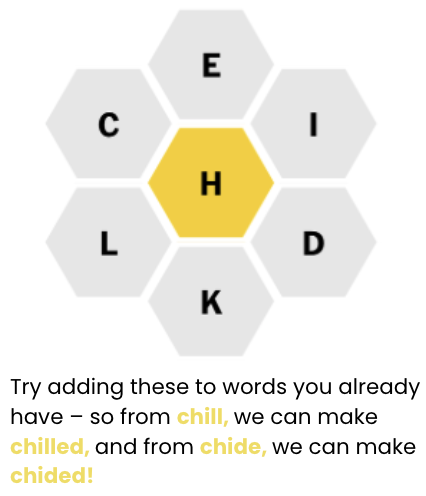 E
C
I
H
L
D
K
Try adding these to words you already
have – so from chill, we can make
chilled, and from chide, we can make
chided!